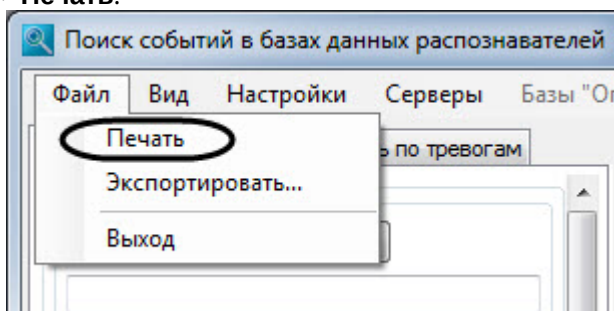 Печать.
Поиск событий в базах данных распознавателей
Файл Вид Настройки Серверы Базы
Печать
по тревогам
Экспортировать...
Выход